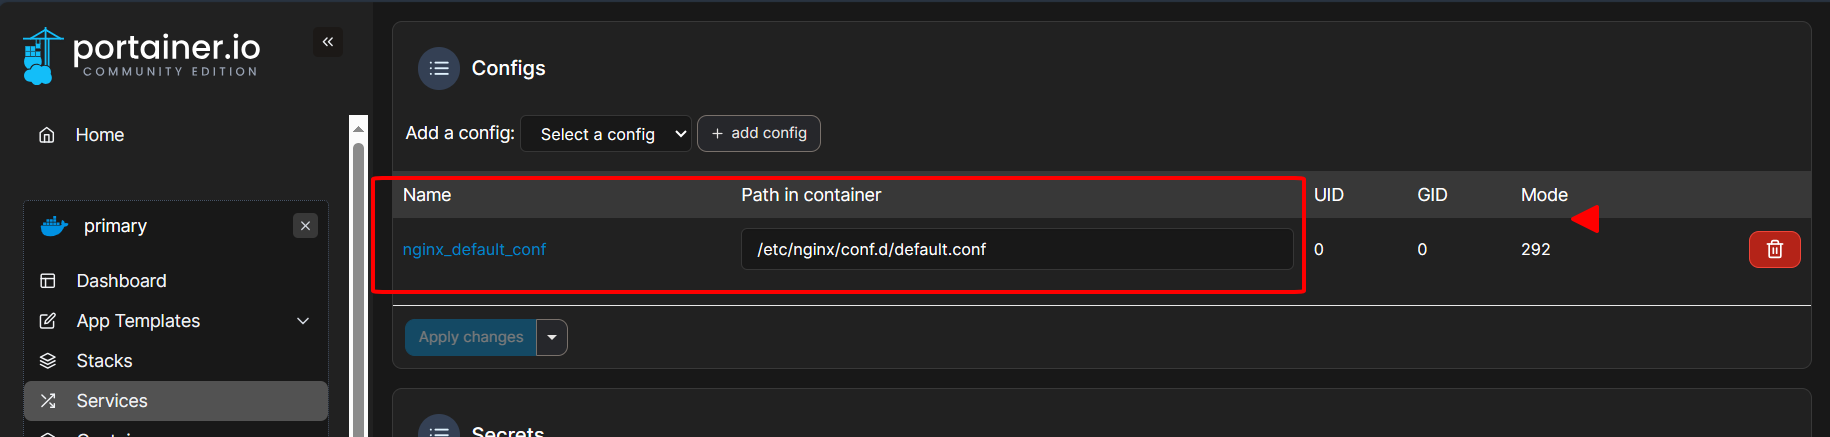 portainer.io
COMMUNITY EDITION
Home
primary
Dashboard
App Templates
Stacks
Services
Configs
Add a config: Select a config + add config
Name Path in container UID GID Mode
nginx_default_conf /etc/nginx/conf.d/default.conf 0 0 292
Apply changes
Secrets